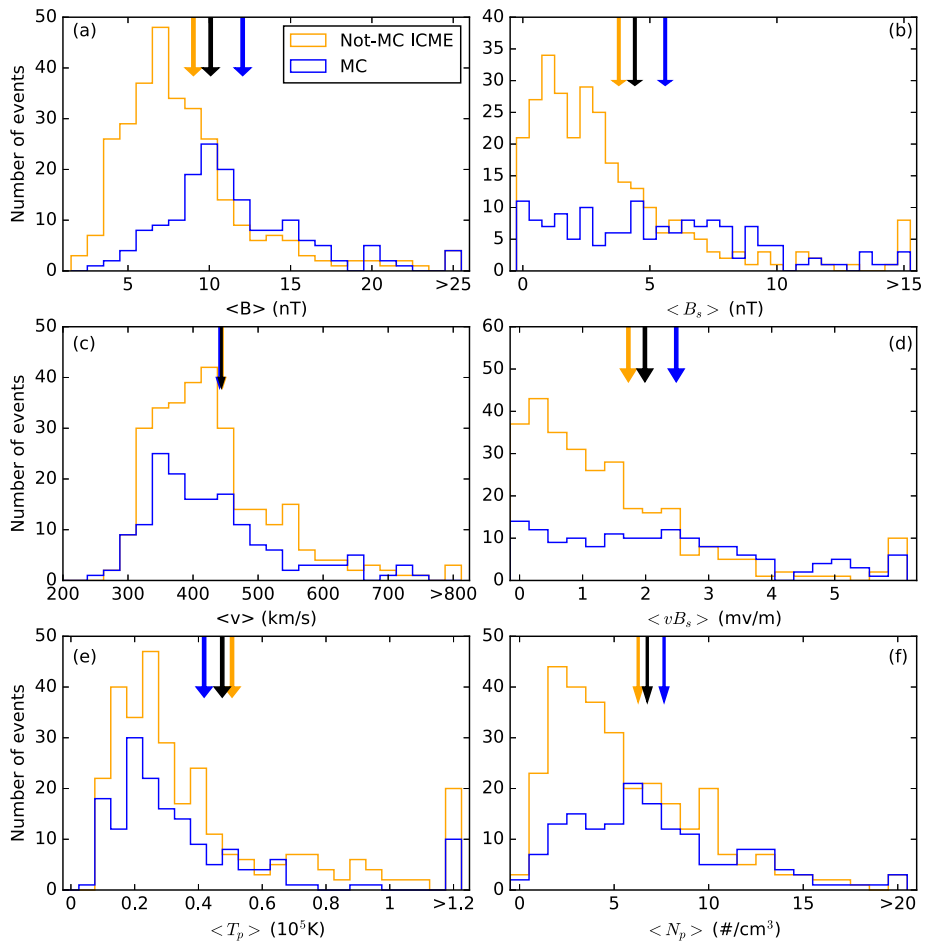 50 40 30 20 10 0
Number of events
(a)
Not-MC ICME
MC
5 10 15 20 >25
<B> (nT)
40 35 30 25 20 15 10 5 0
(b)
0 5 10 >15
< B_s > (nT)
50 40 30 20 10 0
Number of events
(c)
200 300 400 500 600 700 >800
<v> (km/s)
60 50 40 30 20 10 0
(d)
0 1 2 3 4 5
< vB_s > (mv/m)
50 40 30 20 10 0
Number of events
(e)
0 0.2 0.4 0.6 0.8 1.0 >1.2
< T_p > (10⁵K)
50 40 30 20 10 0
(f)
0 5 10 15 >20
< N_p > (#/cm³)